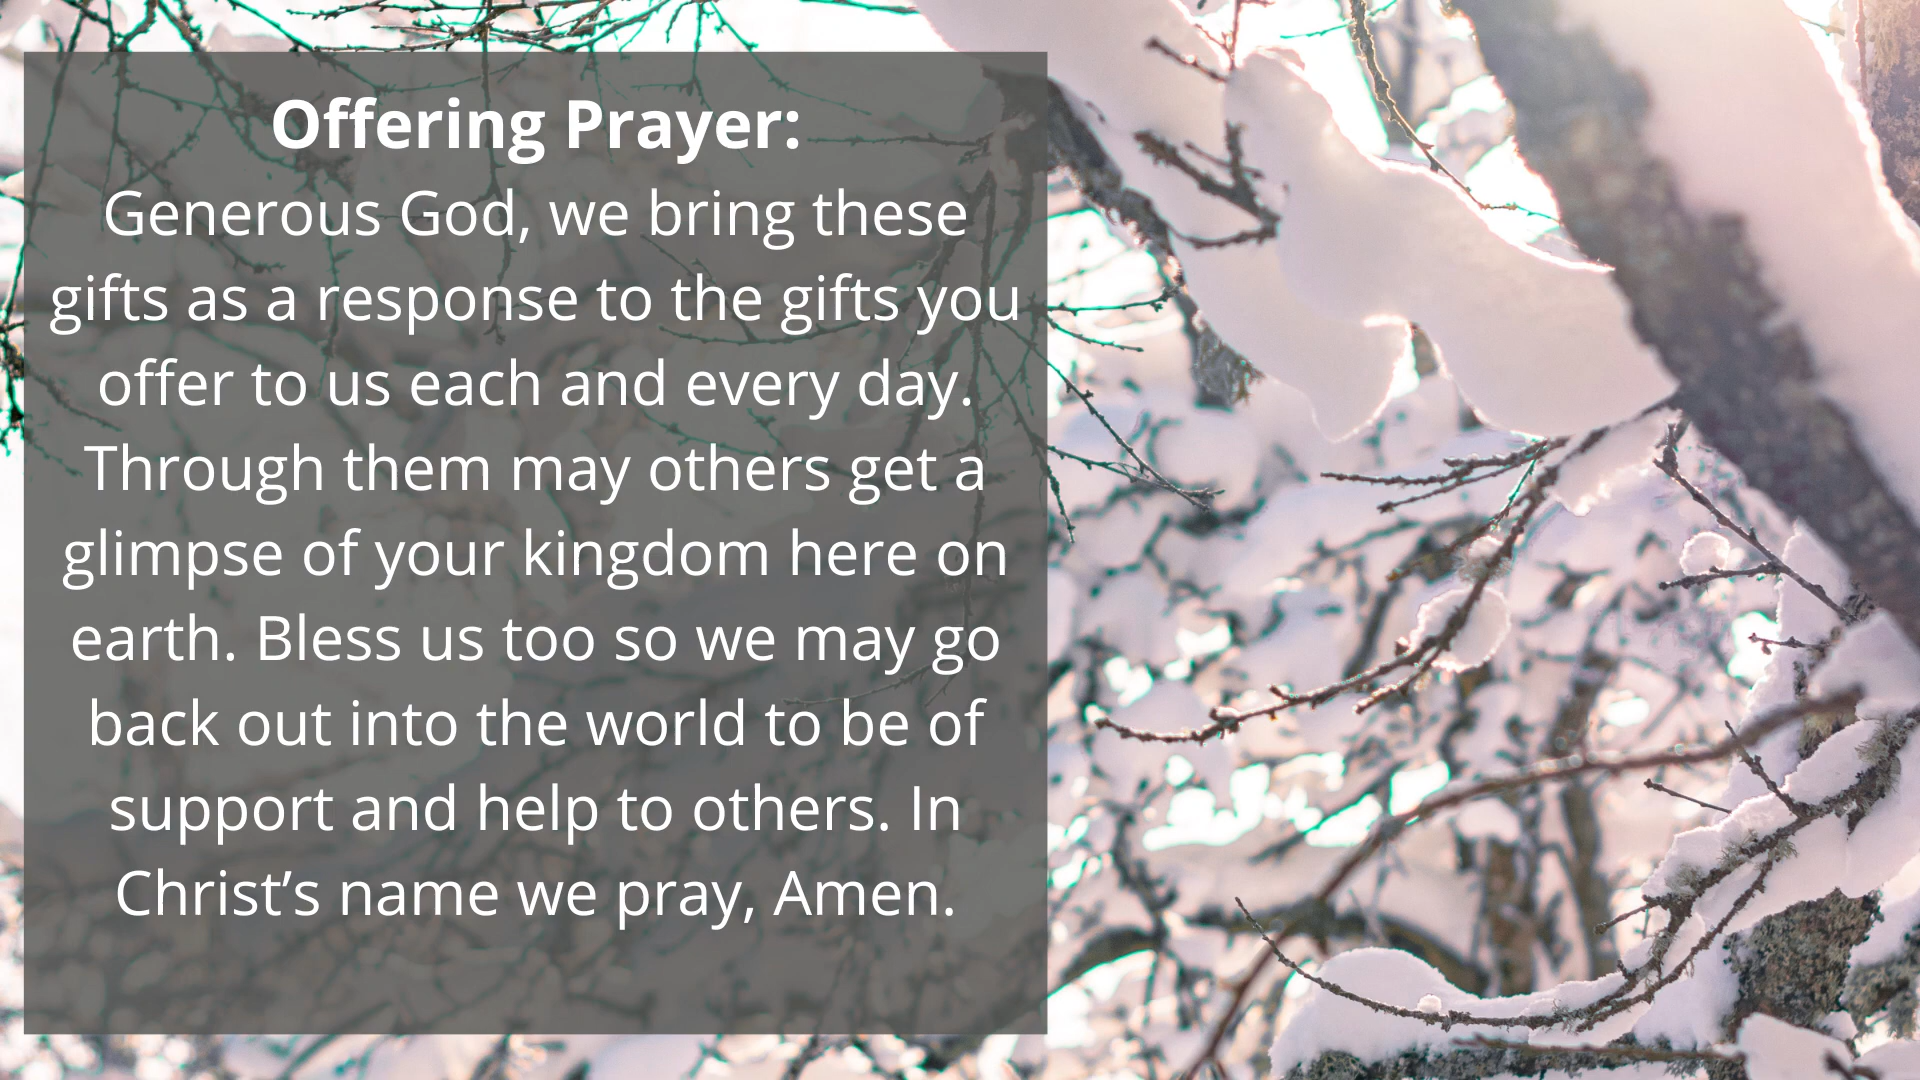 Offering Prayer:
Generous God, we bring these
gifts as a response to the gifts you
offer to us each and every day.
Through them may others get a
glimpse of your kingdom here on
earth. Bless us too so we may go
back out into the world to be of
support and help to others. In
Christ’s name we pray, Amen.